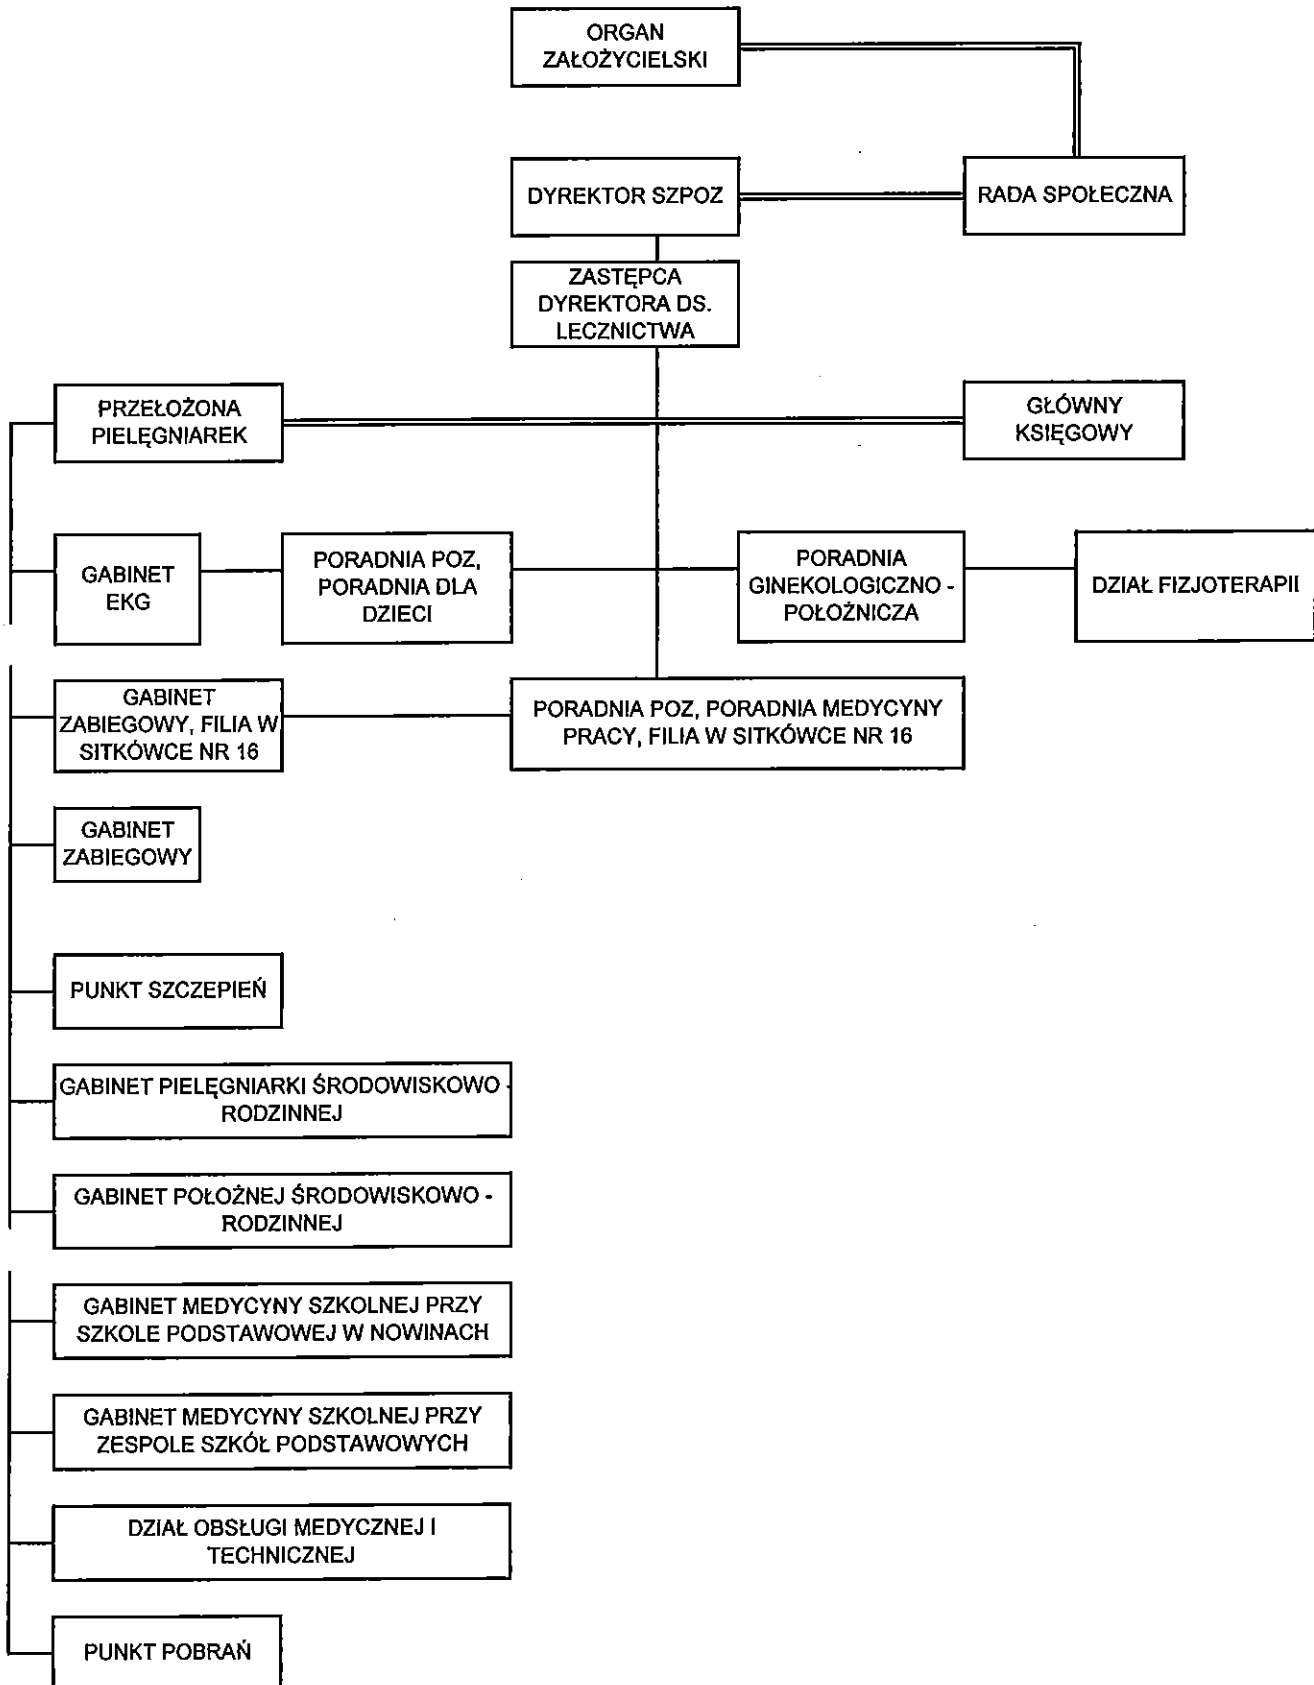 ORGAN
ZAŁOŻYCIELSKI
DYREKTOR SZPOZ
RADA SPOŁECZNA
ZASTĘPCA
DYREKTORA DS.
LECZNICTWA
PRZEŁOŻONA
PIELĘGNIAREK
GŁÓWNY
KSIĘGOWY
GABINET
EKG
PORADNIA POZ,
PORADNIA DLA
DZIECI
PORADNIA
GINEKOLOGICZNO -
POŁOŻNICZA
DZIAŁ FIZJOTERAPII
GABINET
ZABIEGOWY, FILIA W
SITKÓWCE NR 16
PORADNIA POZ, PORADNIA MEDYCYNY
PRACY, FILIA W SITKÓWCE NR 16
GABINET
ZABIEGOWY
PUNKT SZCZEPIEŃ
GABINET PIELĘGNIARKI ŚRODOWISKOWO -
RODZINNEJ
GABINET POŁOŻNEJ ŚRODOWISKOWO -
RODZINNEJ
GABINET MEDYCYNY SZKOLNEJ PRZY
SZKOLE PODSTAWOWEJ W NOWINACH
GABINET MEDYCYNY SZKOLNEJ PRZY
ZESPOLE SZKÓŁ PODSTAWOWYCH
DZIAŁ OBSŁUGI MEDYCZNEJ I
TECHNICZNEJ
PUNKT POBRAŃ